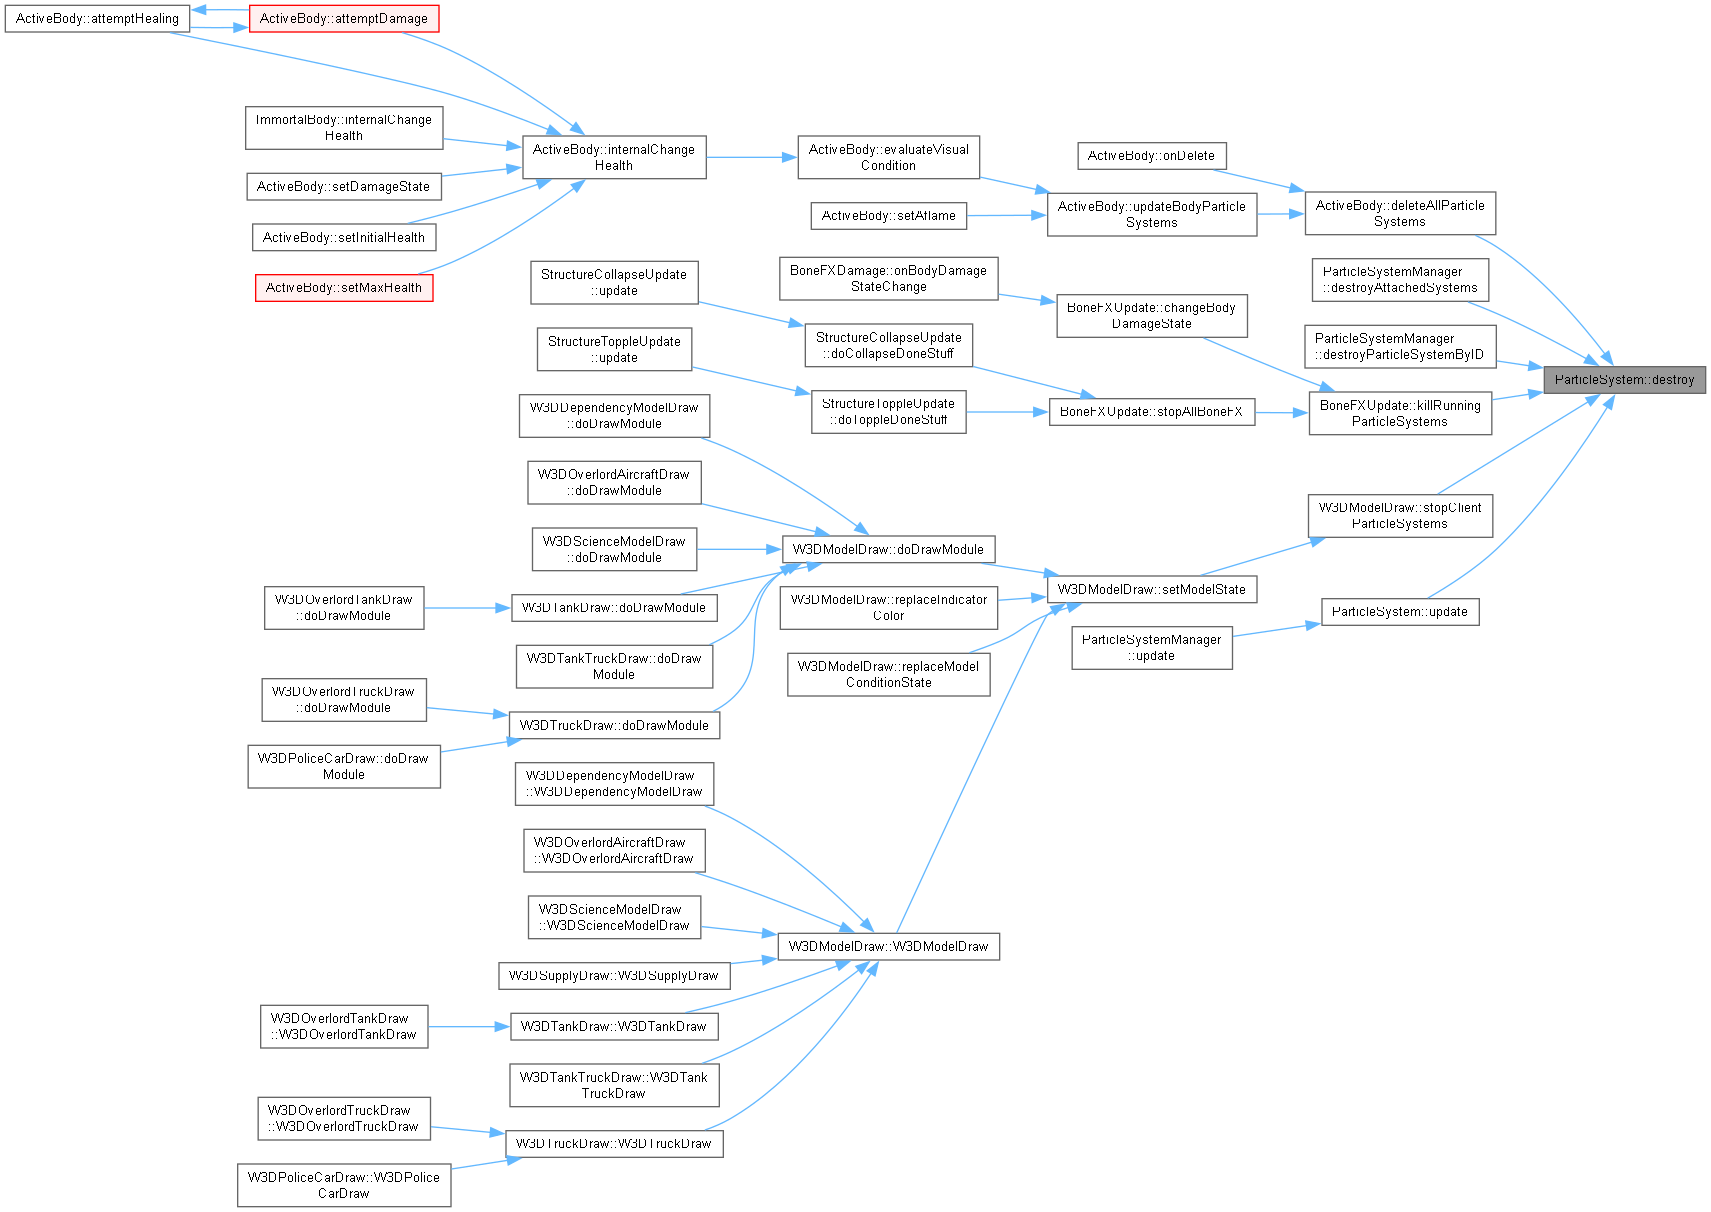 ActiveBody::attemptHealing
ActiveBody::attemptDamage
ImmortalBody::internalChange
Health
ActiveBody::setDamageState
ActiveBody::setInitialHealth
ActiveBody::setMaxHealth
ActiveBody::internalChange
Health
ActiveBody::evaluateVisual
Condition
ActiveBody::setAflame
ActiveBody::onDelete
ActiveBody::updateBodyParticle
Systems
ActiveBody::deleteAllParticle
Systems
StructureCollapseUpdate
::update
StructureToppleUpdate
::update
BoneFXDamage::onBodyDamage
StateChange
StructureCollapseUpdate
::doCollapseDoneStuff
StructureToppleUpdate
::doToppleDoneStuff
BoneFXUpdate::changeBody
DamageState
BoneFXUpdate::stopAllBoneFX
ParticleSystemManager
::destroyAttachedSystems
ParticleSystemManager
::destroyParticleSystemByID
BoneFXUpdate::killRunning
ParticleSystems
ParticleSystem::destroy
W3DDependencyModelDraw
::doDrawModule
W3DOverlordAircraftDraw
::doDrawModule
W3DScienceModelDraw
::doDrawModule
W3DOverlordTankDraw
::doDrawModule
W3DTankDraw::doDrawModule
W3DTankTruckDraw::doDraw
Module
W3DOverlordTruckDraw
::doDrawModule
W3DPoliceCarDraw::doDraw
Module
W3DTruckDraw::doDrawModule
W3DModelDraw::doDrawModule
W3DModelDraw::replaceIndicator
Color
W3DModelDraw::replaceModel
ConditionState
W3DModelDraw::setModelState
W3DModelDraw::stopClient
ParticleSystems
ParticleSystem::update
ParticleSystemManager
::update
W3DDependencyModelDraw
::W3DDependencyModelDraw
W3DOverlordAircraftDraw
::W3DOverlordAircraftDraw
W3DScienceModelDraw
::W3DScienceModelDraw
W3DModelDraw::W3DModelDraw
W3DSupplyDraw::W3DSupplyDraw
W3DOverlordTankDraw
::W3DOverlordTankDraw
W3DTankDraw::W3DTankDraw
W3DTankTruckDraw::W3DTank
TruckDraw
W3DOverlordTruckDraw
::W3DOverlordTruckDraw
W3DTruckDraw::W3DTruckDraw
W3DPoliceCarDraw::W3DPolice
CarDraw